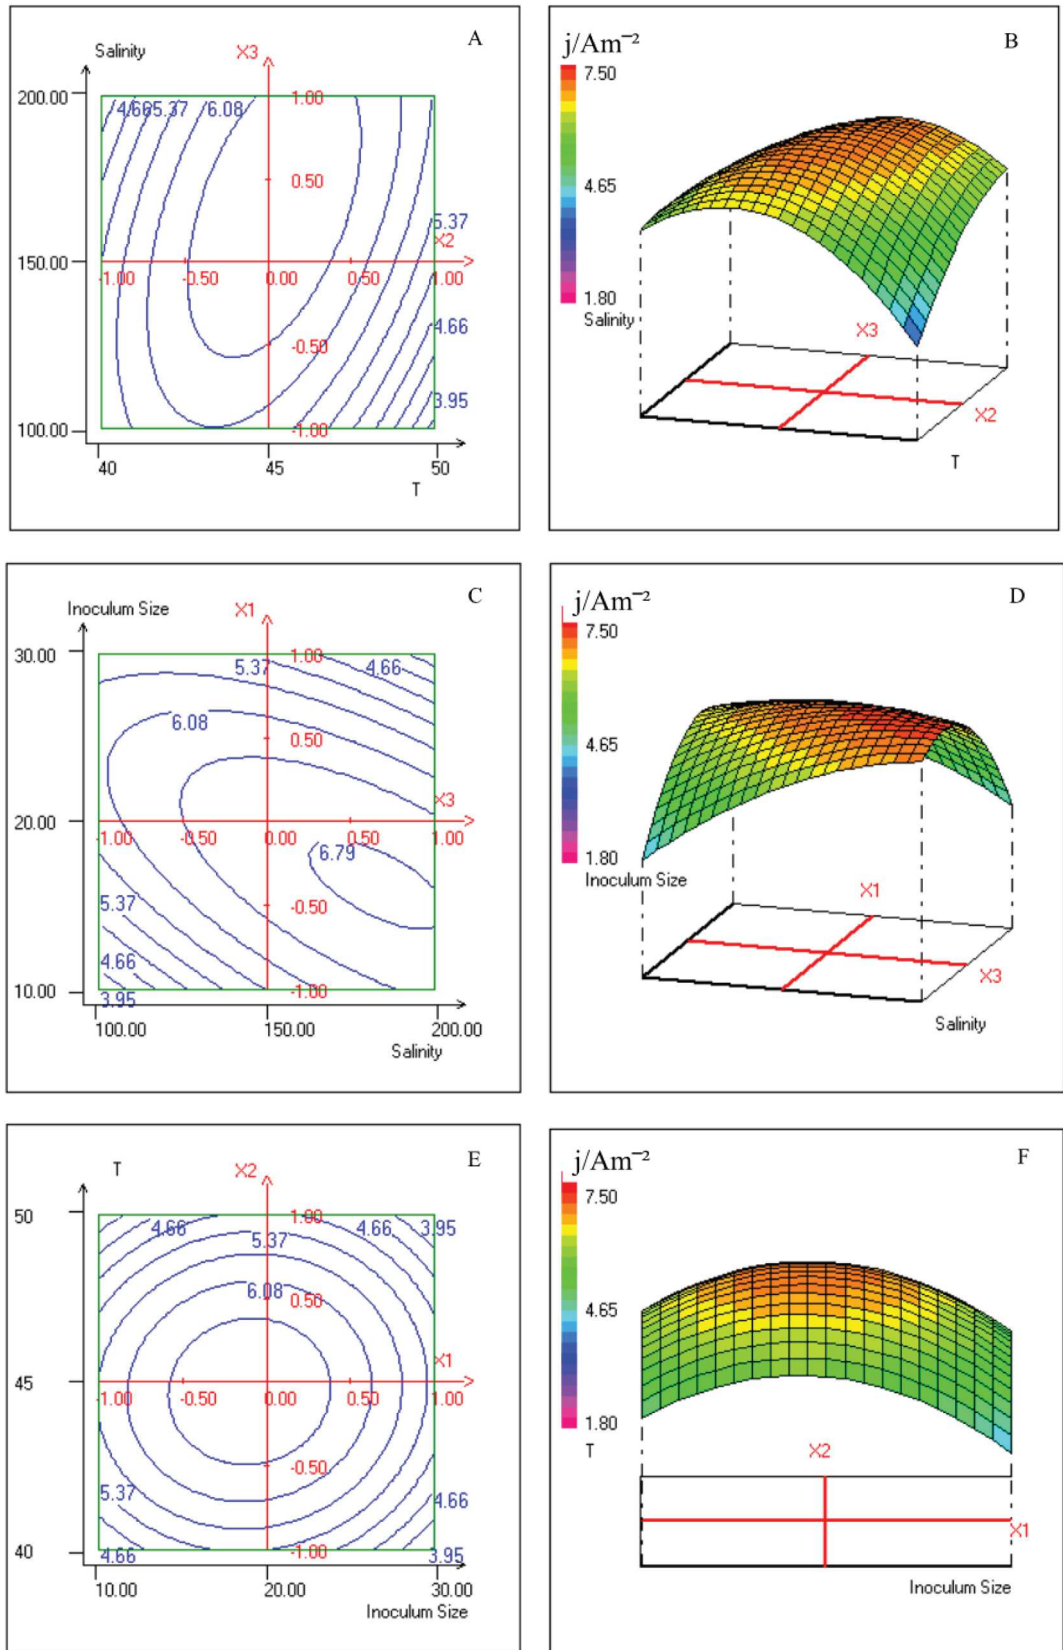 A
Salinity
X3
200.00
4.66 5.37 6.08
1.00
0.50
5.37
X2
150.00
-1.00 -0.50 0.00 0.50 1.00
4.66
-0.50
3.95
100.00
-1.00
40 45 50
T
B
j/Am⁻²
7.50
4.65
1.80
Salinity
X3
X2
T
C
Inoculum Size
X1
30.00
5.37 1.00 4.66
6.08
0.50
X3
20.00
-1.00 -0.50 0.00 0.50 1.00
6.79
5.37
-0.50
4.66
10.00
3.95
-1.00
100.00 150.00 200.00
Salinity
D
j/Am⁻²
7.50
4.65
1.80
Inoculum Size
X1
X3
Salinity
E
T
X2
50
4.66 1.00 4.66 3.95
5.37
6.08
0.50
X1
45
-1.00 -0.50 0.00 0.50 1.00
-0.50
5.37
4.66
40
4.66 -1.00 3.95
10.00 20.00 30.00
Inoculum Size
F
j/Am⁻²
7.50
4.65
1.80
T
X2
X1
Inoculum Size